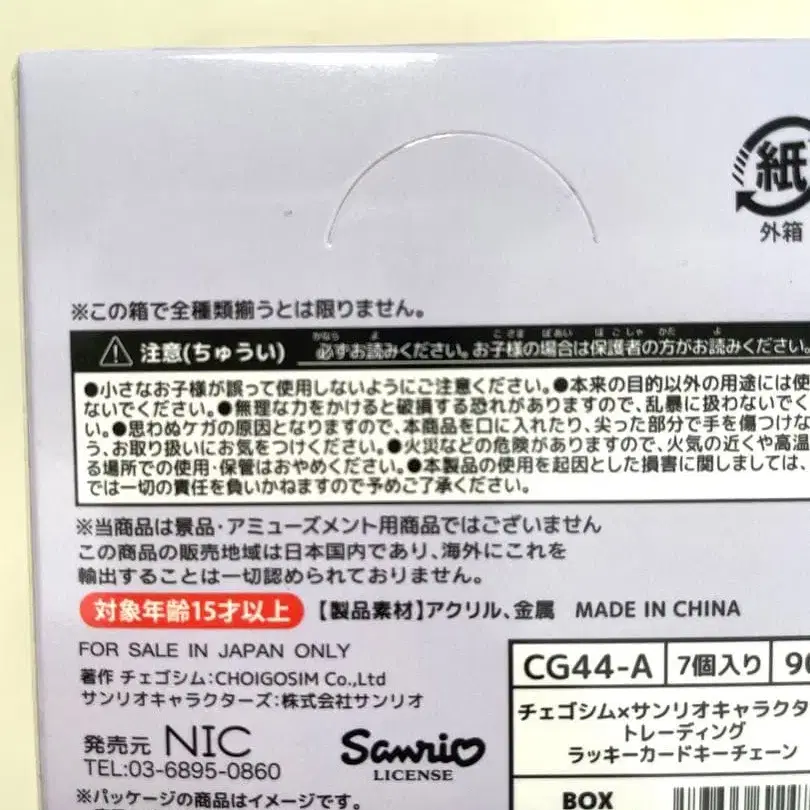 紙
外箱
※この箱で全種類揃うとは限りません。
注意(ちゅうい) 必ずお読みください。お子様の場合は保護者の方がお読みください。
●小さなお子様が誤って使用しないようにご注意ください。●本来の目的以外の用途には使
ないでください。●無理な力をかけると破損する恐れがありますので、乱暴に扱わないでく
い。●思わぬケガの原因となりますので、本商品を口に入れたり、尖った部分で手を傷つけな
う、お取り扱いにお気をつけください。●火災などの危険がありますので、火気の近くや高温
る場所での使用・保管はおやめください。●本製品の使用を起因とした損害に関しましては、
では一切の責任を負いかねますので予めご了承ください。
※当商品は景品・アミューズメント用商品ではございません
この商品の販売地域は日本国内であり、海外にこれを
輸出することは一切認められておりません。
対象年齢15才以上 【製品素材】アクリル、金属 MADE IN CHINA
FOR SALE IN JAPAN ONLY
著作 チェゴシム:CHOIGOSIM Co.,Ltd
サンリオキャラクターズ:株式会社サンリオ
発売元 NIC
TEL:03-6895-0860
Sanrio
LICENSE
※パッケージの商品はイメージです。
CG44-A 7個入り
チェゴシム×サンリオキャラクタ
トレーディング
ラッキーカードキーチェーン
BOX